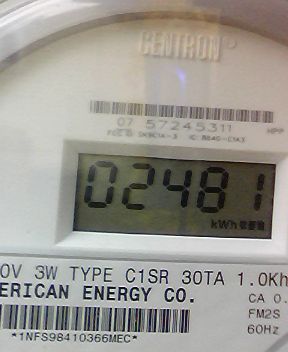 CENTRON®
07 57245311
HPP
02481
kWh
0V 3W TYPE C1SR 30TA 1.0Kh
ERICAN ENERGY CO.
CA 0.
FM2S
60Hz
*1NFS98410366MEC*